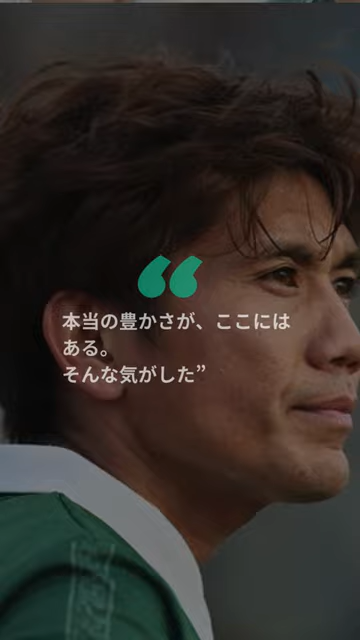 “
本当の豊かさが、ここには
ある。
そんな気がした”